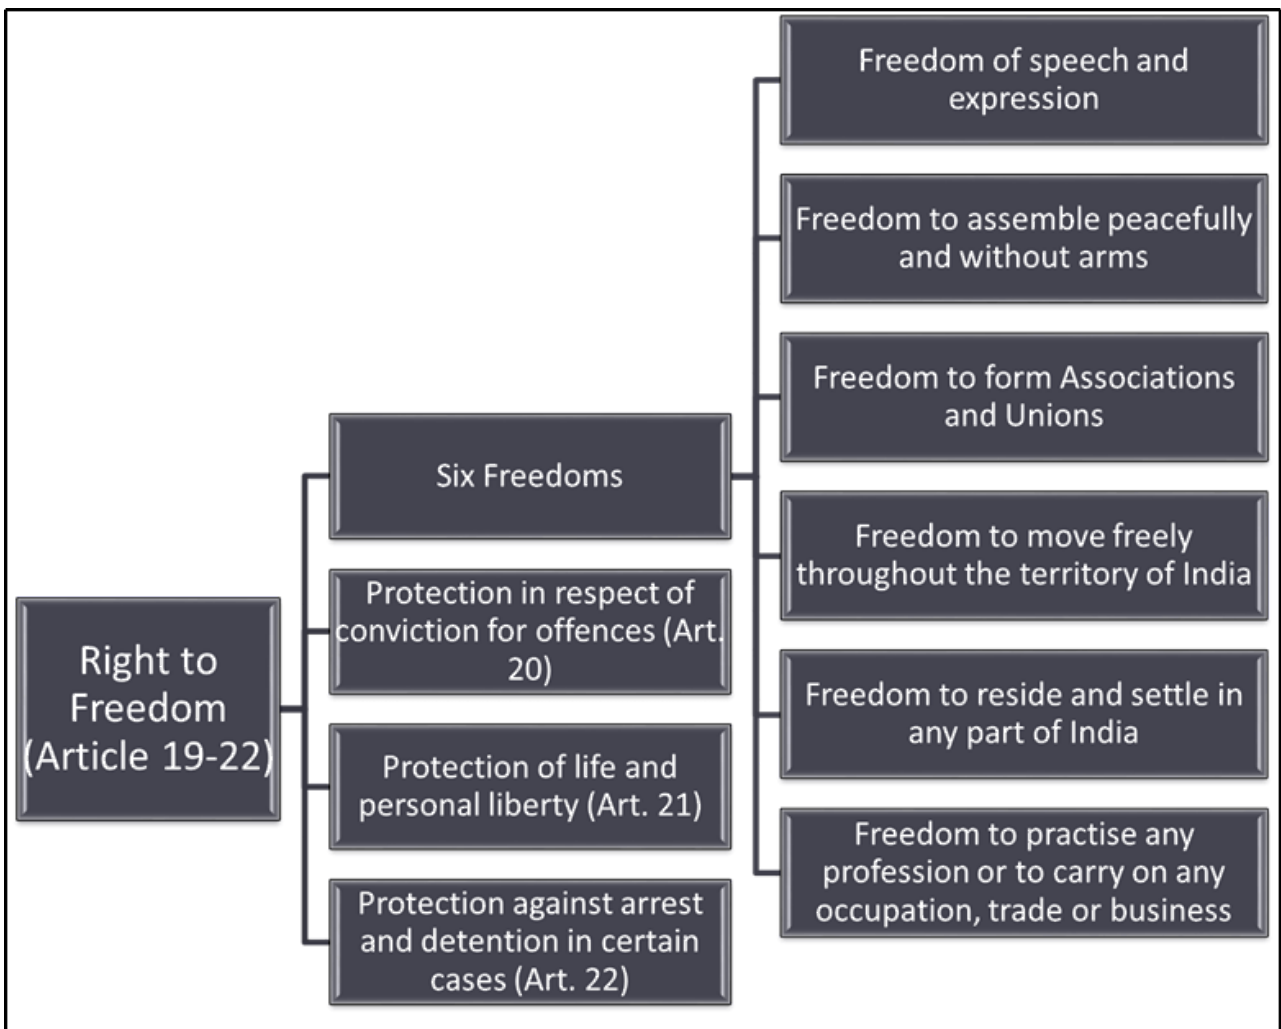 Right to
Freedom
(Article 19-22)
Six Freedoms
Protection in respect of
conviction for offences (Art.
20)
Protection of life and
personal liberty (Art. 21)
Protection against arrest
and detention in certain
cases (Art. 22)
Freedom of speech and
expression
Freedom to assemble peacefully
and without arms
Freedom to form Associations
and Unions
Freedom to move freely
throughout the territory of India
Freedom to reside and settle in
any part of India
Freedom to practise any
profession or to carry on any
occupation, trade or business